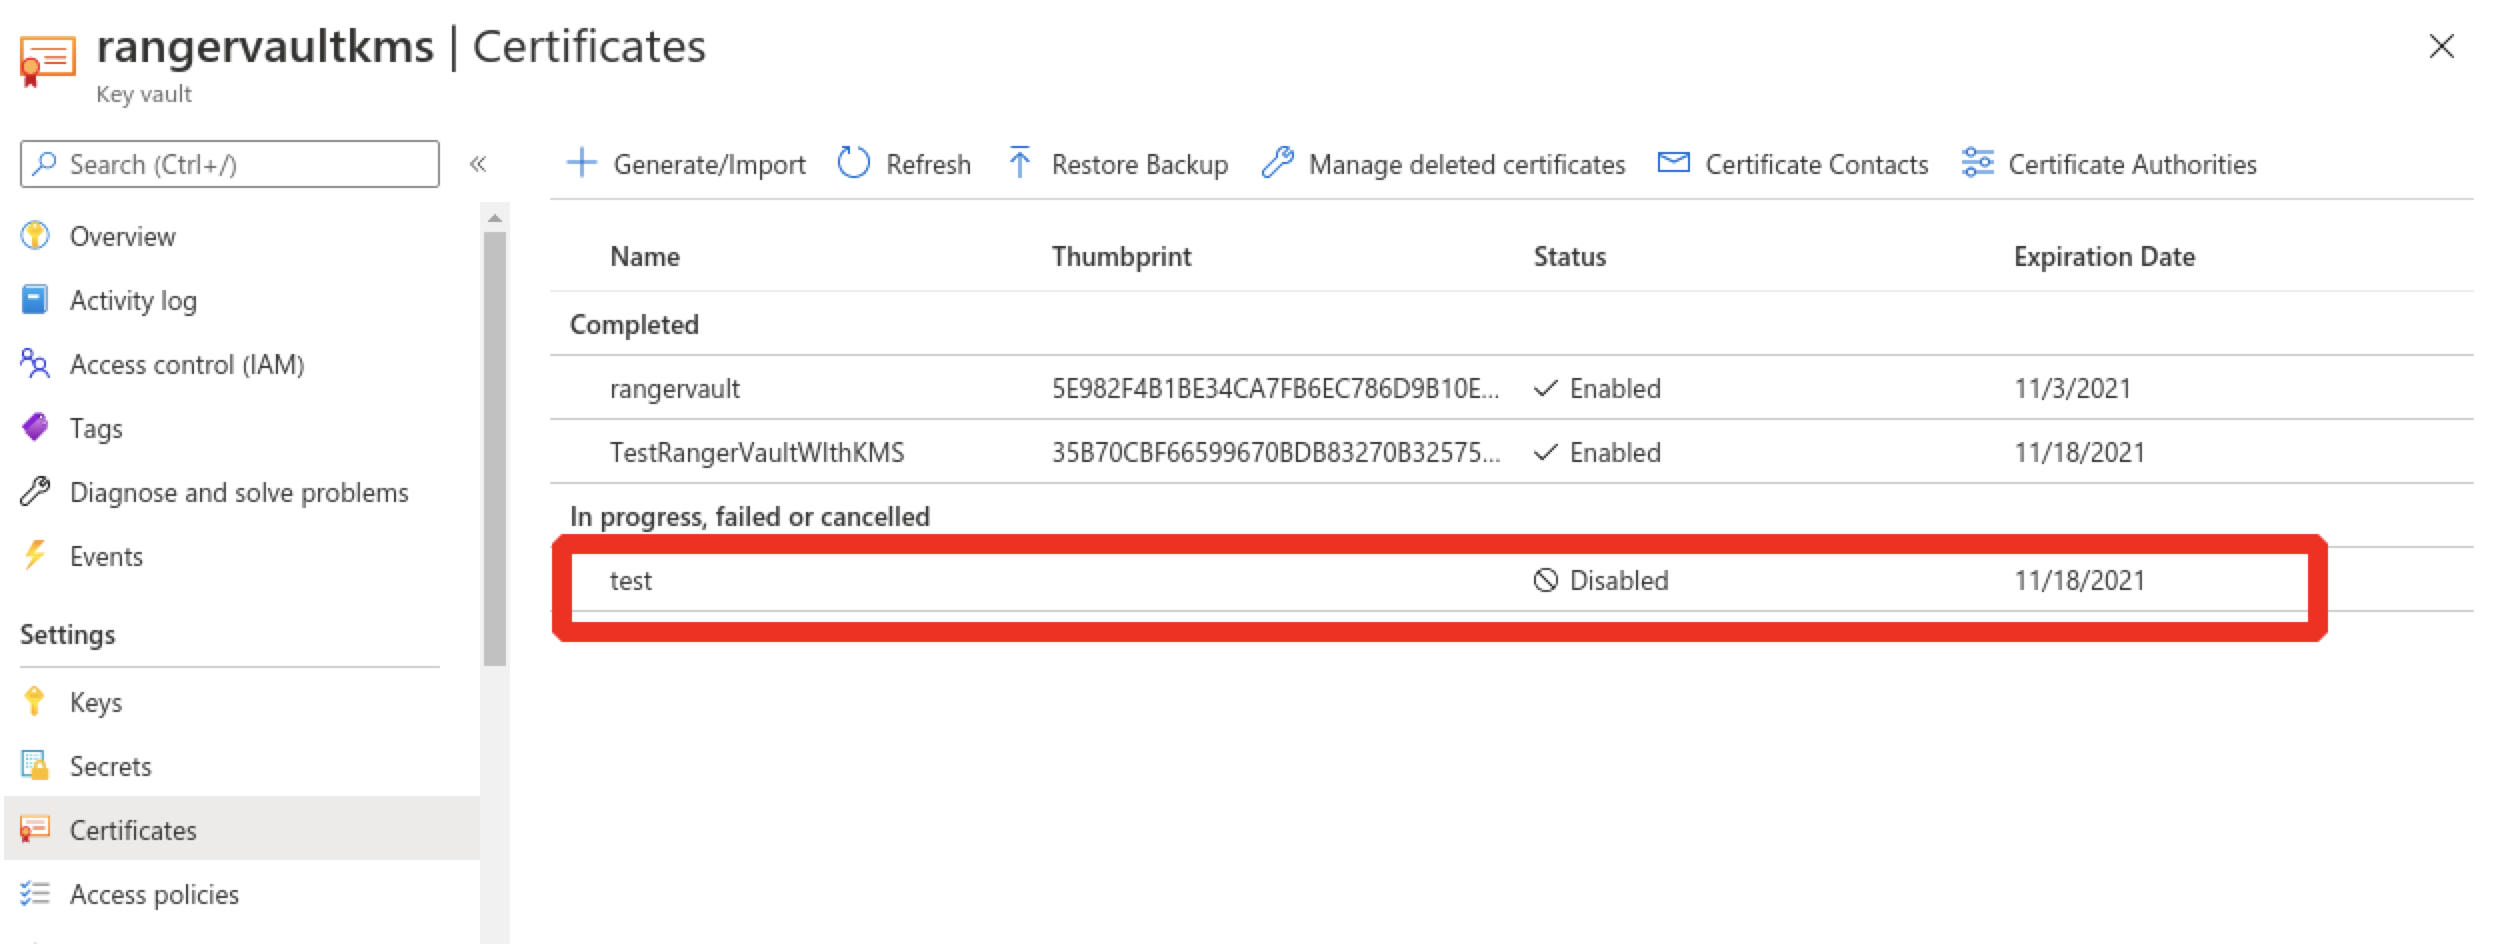 rangervaultkms | Certificates
Key vault
Search (Ctrl+/)
«
Generate/Import
Refresh
Restore Backup
Manage deleted certificates
Certificate Contacts
Certificate Authorities
Overview
Activity log
Access control (IAM)
Tags
Diagnose and solve problems
Events
Settings
Keys
Secrets
Certificates
Access policies
Name Thumbprint Status Expiration Date
Completed
rangervault 5E982F4B1BE34CA7FB6EC786D9B10E... Enabled 11/3/2021
TestRangerVaultWIthKMS 35B70CBF66599670BDB83270B32575... Enabled 11/18/2021
In progress, failed or cancelled
test Disabled 11/18/2021